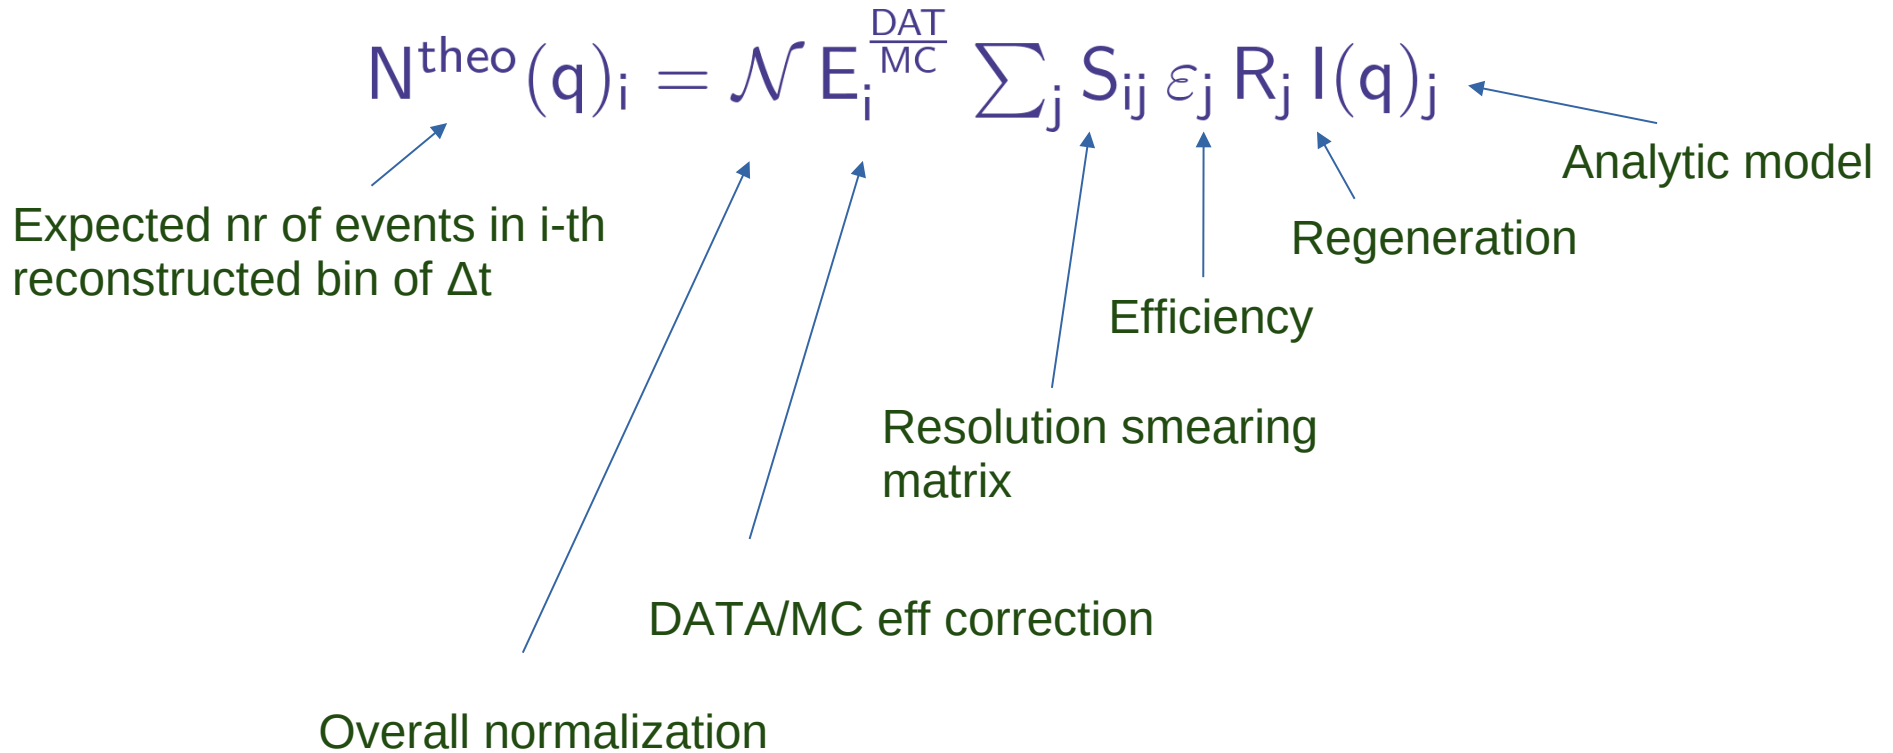 N^theo(q)_i = 𝒩 E_i^(DAT/MC) ∑_j S_ij ε_j R_j I(q)_j
Analytic model
Expected nr of events in i-th
reconstructed bin of Δt
Regeneration
Efficiency
Resolution smearing
matrix
DATA/MC eff correction
Overall normalization